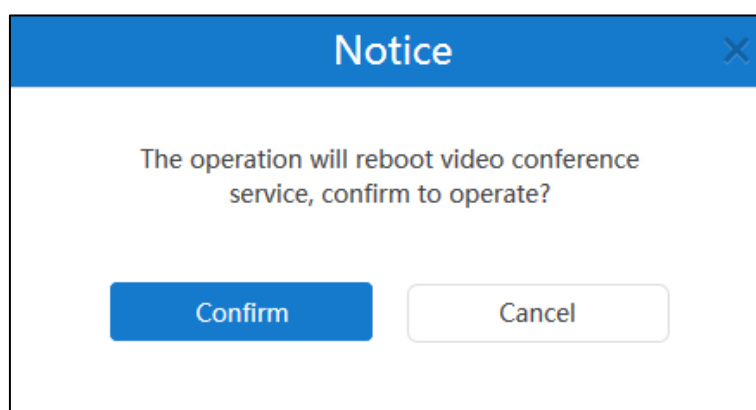 Notice
The operation will reboot video conference
service, confirm to operate?
Confirm
Cancel